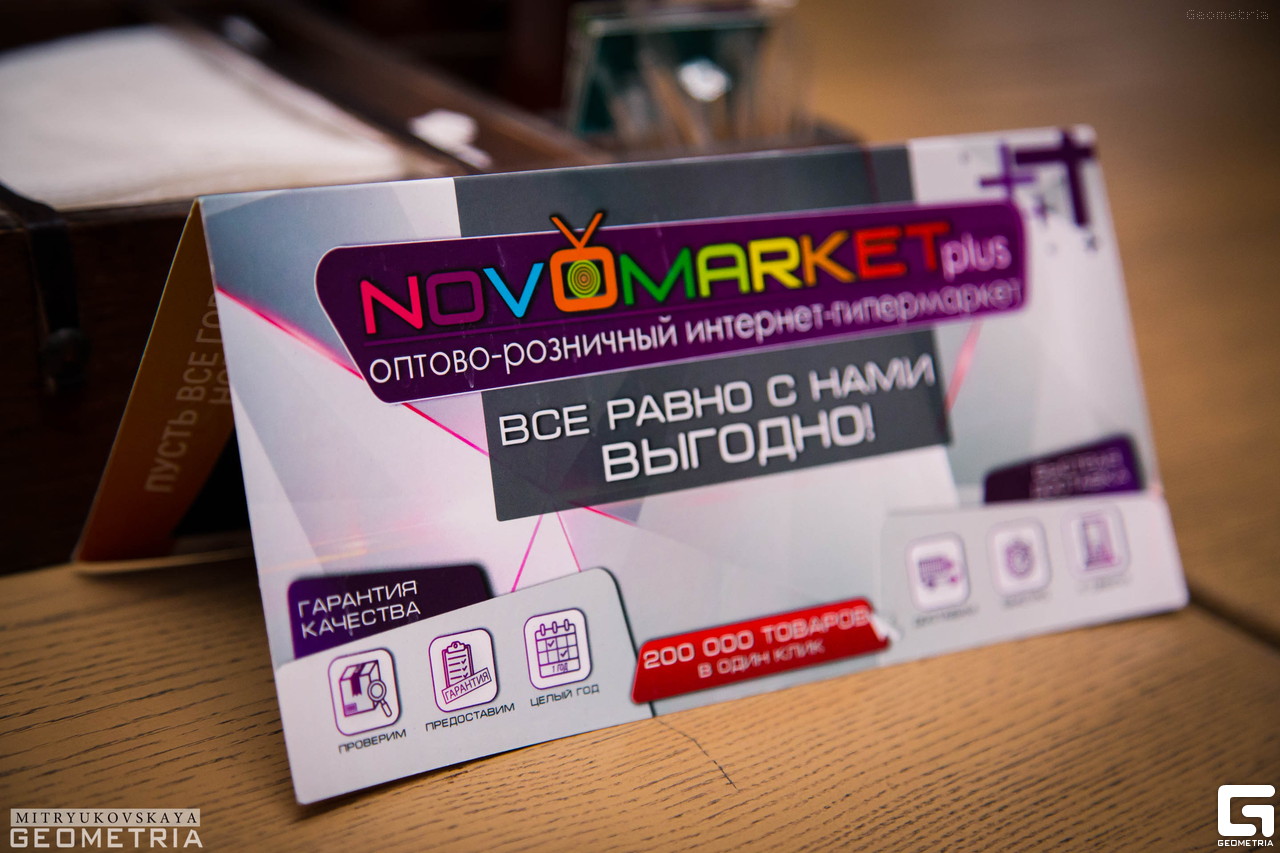 Geometria
NOVOMARKET plus
ОПТОВО-РОЗНИЧНЫЙ ИНТЕРНЕТ-ГИПЕРМАРКЕТ
ВСЕ РАВНО С НАМИ
ВЫГОДНО!
ПУСТЬ ВСЕ
ГАРАНТИЯ
КАЧЕСТВА
ГАРАНТИЯ
1 ГОД
ПРОВЕРИМ
ПРЕДОСТАВИМ
ЦЕЛЫЙ ГОД
200 000 ТОВАРОВ
В ОДИН КЛИК
MITRYUKOVSKAYA
GEOMETRIA
G
GEOMETRIA